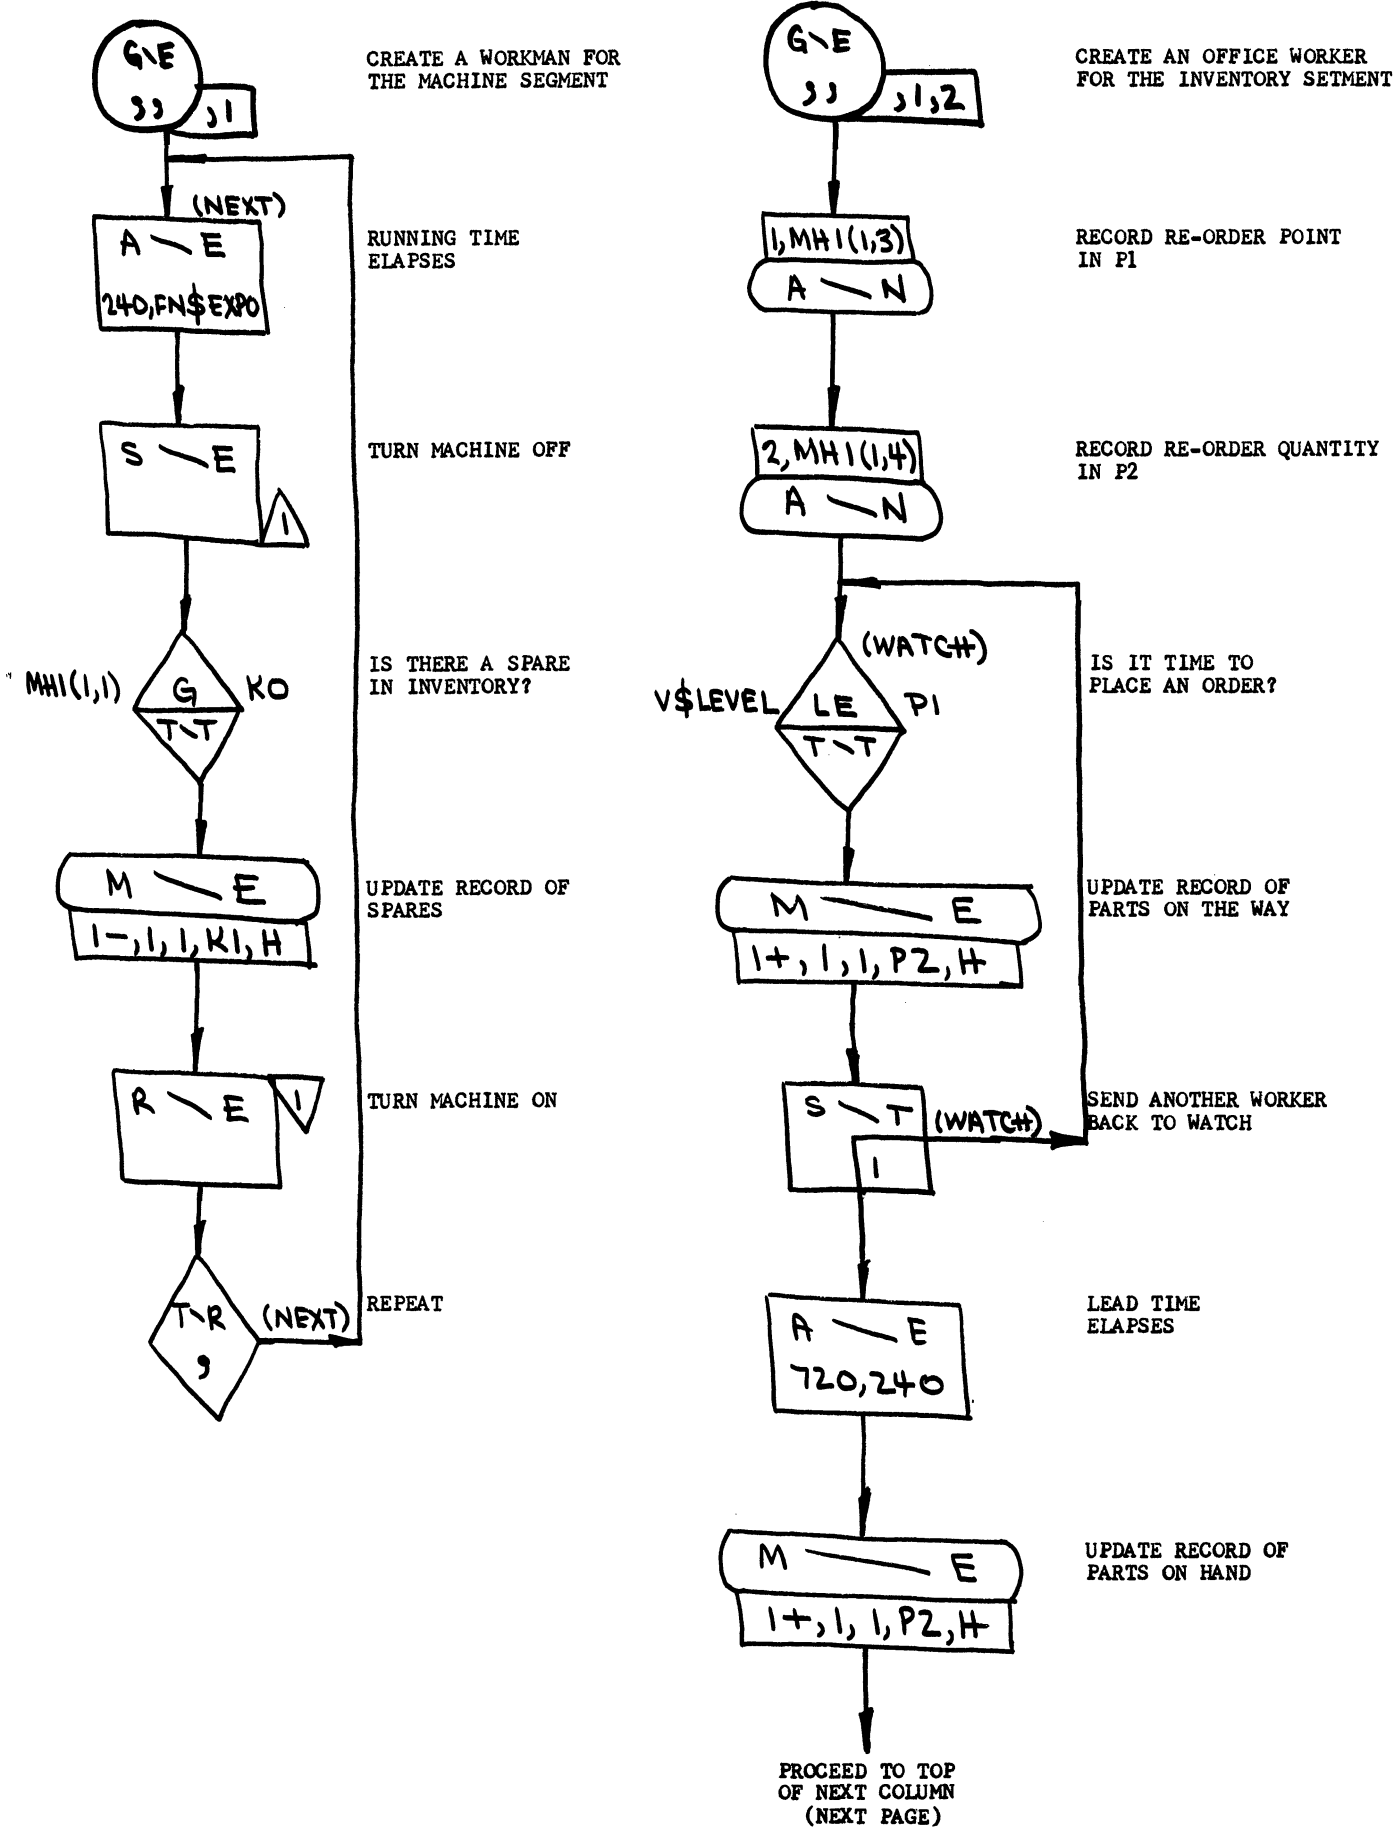 G\E
,,
,1
CREATE A WORKMAN FOR
THE MACHINE SEGMENT
(NEXT)
A \ E
240,FN$EXPO
RUNNING TIME
ELAPSES
S \ E
1
TURN MACHINE OFF
MH1(1,1)
G
K0
T\T
IS THERE A SPARE
IN INVENTORY?
M \ E
1-,1,1,K1,H
UPDATE RECORD OF
SPARES
R \ E
1
TURN MACHINE ON
T\R
,
(NEXT)
REPEAT
G\E
,,
,1,2
CREATE AN OFFICE WORKER
FOR THE INVENTORY SETMENT
1,MH1(1,3)
A \ N
RECORD RE-ORDER POINT
IN P1
2,MH1(1,4)
A \ N
RECORD RE-ORDER QUANTITY
IN P2
(WATCH)
V$LEVEL
LE
P1
T\T
IS IT TIME TO
PLACE AN ORDER?
M \ E
1+,1,1,P2,H
UPDATE RECORD OF
PARTS ON THE WAY
S \ T
(WATCH)
1
SEND ANOTHER WORKER
BACK TO WATCH
A \ E
720,240
LEAD TIME
ELAPSES
M \ E
1+,1,1,P2,H
UPDATE RECORD OF
PARTS ON HAND
PROCEED TO TOP
OF NEXT COLUMN
(NEXT PAGE)